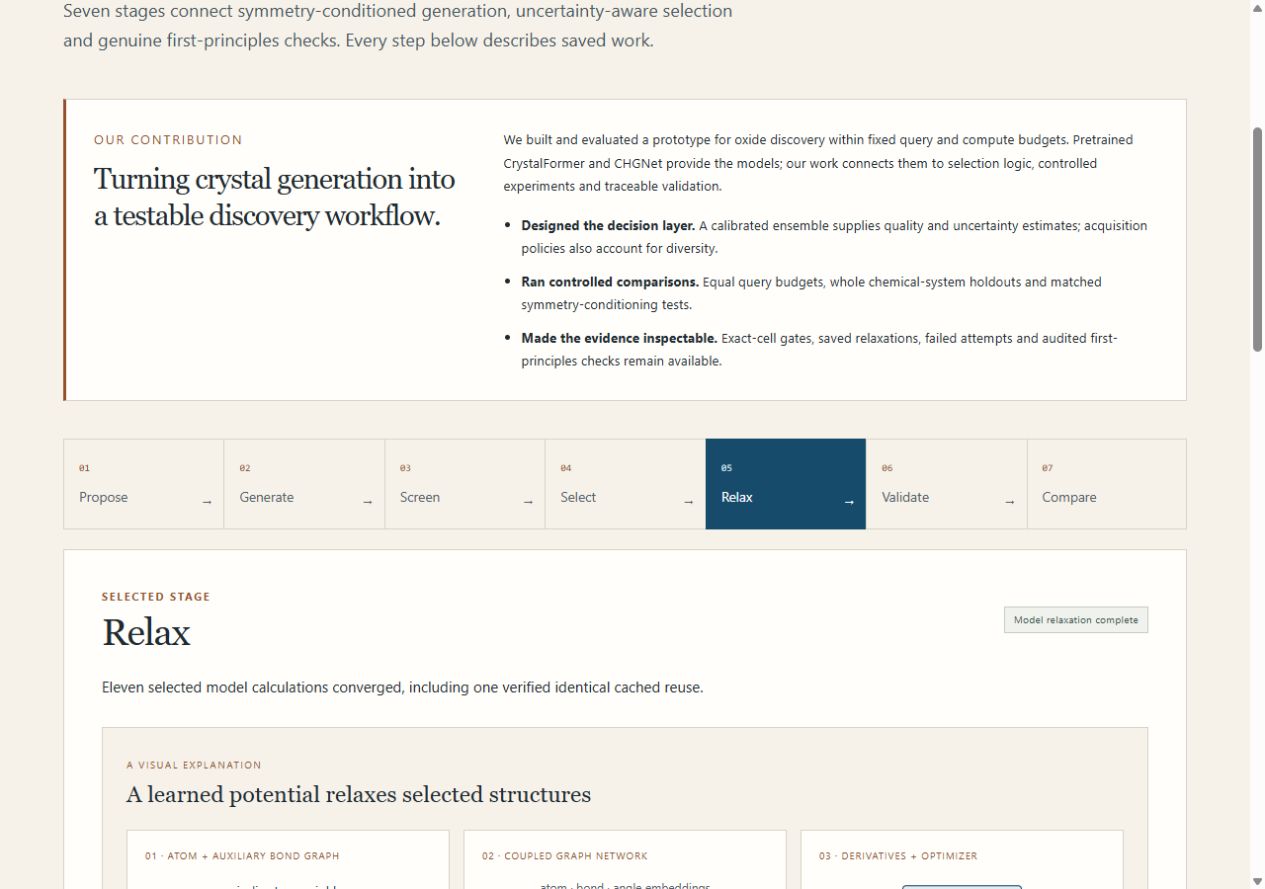 Seven stages connect symmetry-conditioned generation, uncertainty-aware selection
and genuine first-principles checks. Every step below describes saved work.
OUR CONTRIBUTION
Turning crystal generation into
a testable discovery workflow.
We built and evaluated a prototype for oxide discovery within fixed query and compute budgets. Pretrained
CrystalFormer and CHGNet provide the models; our work connects them to selection logic, controlled
experiments and traceable validation.
• Designed the decision layer. A calibrated ensemble supplies quality and uncertainty estimates; acquisition
policies also account for diversity.
• Ran controlled comparisons. Equal query budgets, whole chemical-system holdouts and matched
symmetry-conditioning tests.
• Made the evidence inspectable. Exact-cell gates, saved relaxations, failed attempts and audited first-
principles checks remain available.
01
Propose →
02
Generate →
03
Screen →
04
Select →
05
Relax →
06
Validate →
07
Compare
SELECTED STAGE
Relax
Model relaxation complete
Eleven selected model calculations converged, including one verified identical cached reuse.
A VISUAL EXPLANATION
A learned potential relaxes selected structures
01 · ATOM + AUXILIARY BOND GRAPH
02 · COUPLED GRAPH NETWORK
atom · bond · angle embeddings
03 · DERIVATIVES + OPTIMIZER